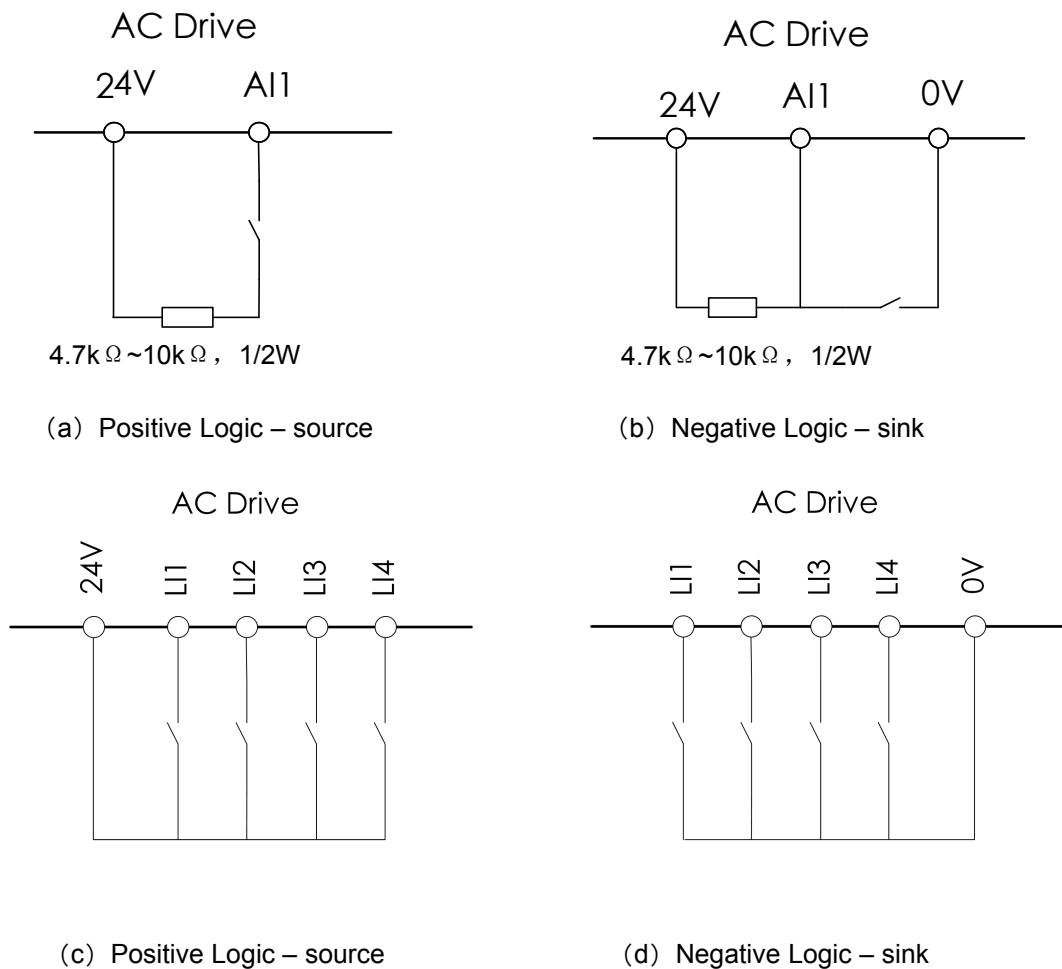 AC Drive
24V AI1
4.7kΩ~10kΩ，1/2W
（a）Positive Logic – source
AC Drive
24V AI1 0V
4.7kΩ~10kΩ，1/2W
（b）Negative Logic – sink
AC Drive
24V LI1 LI2 LI3 LI4
（c）Positive Logic – source
AC Drive
LI1 LI2 LI3 LI4 0V
（d）Negative Logic – sink